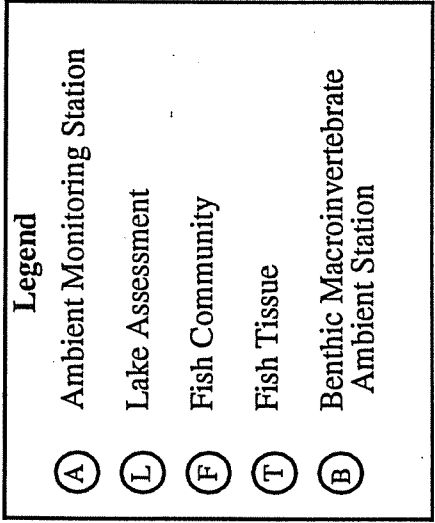 Legend
A Ambient Monitoring Station
L Lake Assessment
F Fish Community
T Fish Tissue
B Benthic Macroinvertebrate
Ambient Station